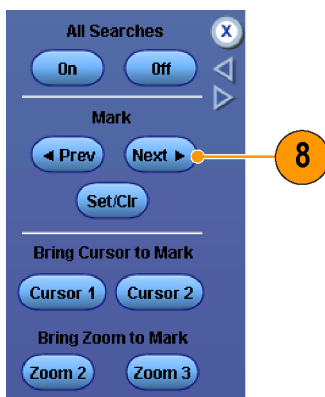 All Searches X
On Off
Mark
◄ Prev Next ►
8
Set/Clr
Bring Cursor to Mark
Cursor 1 Cursor 2
Bring Zoom to Mark
Zoom 2 Zoom 3